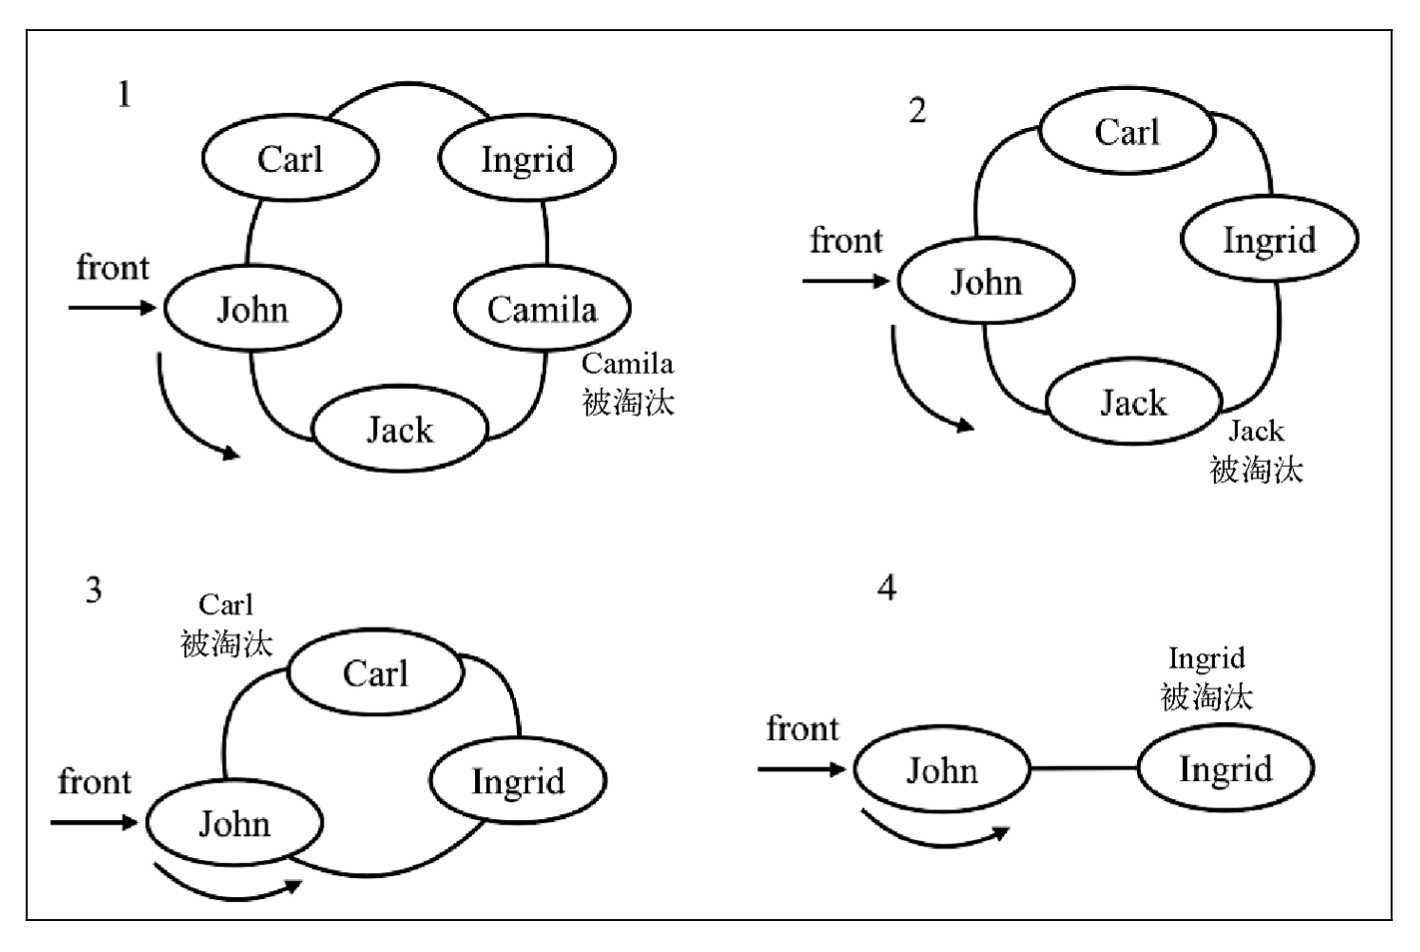 1
Carl
Ingrid
front
John
Camila
Camila
被淘汰
Jack
2
Carl
front
Ingrid
John
Jack
Jack
被淘汰
3
Carl
被淘汰
Carl
front
Ingrid
John
4
Ingrid
被淘汰
front
John
Ingrid